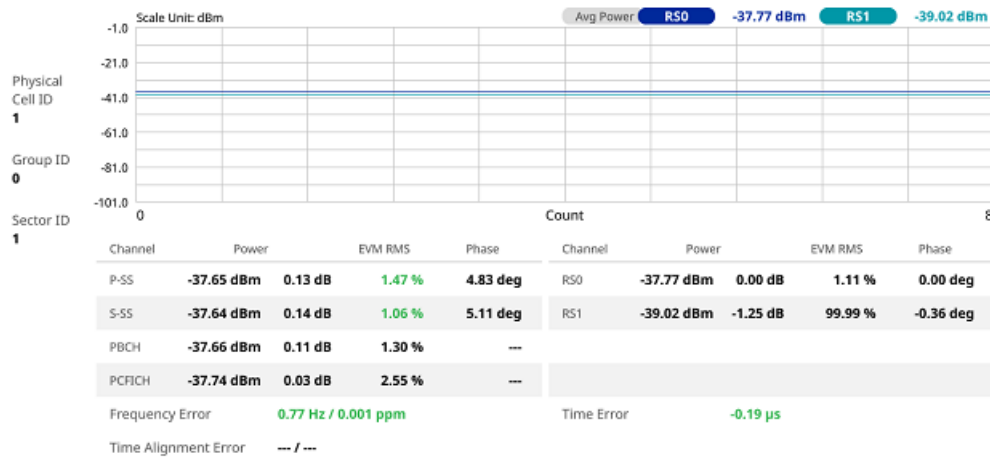 Scale Unit: dBm
Avg Power RS0 -37.77 dBm RS1 -39.02 dBm
-1.0
-21.0
-41.0
-61.0
-81.0
-101.0
0 Count 8
Physical
Cell ID
1
Group ID
0
Sector ID
1
Channel Power EVM RMS Phase
P-SS -37.65 dBm 0.13 dB 1.47 % 4.83 deg
S-SS -37.64 dBm 0.14 dB 1.06 % 5.11 deg
PBCH -37.66 dBm 0.11 dB 1.30 % ---
PCFICH -37.74 dBm 0.03 dB 2.55 % ---
Frequency Error 0.77 Hz / 0.001 ppm
Time Alignment Error --- / ---
Channel Power EVM RMS Phase
RS0 -37.77 dBm 0.00 dB 1.11 % 0.00 deg
RS1 -39.02 dBm -1.25 dB 99.99 % -0.36 deg
Time Error -0.19 µs